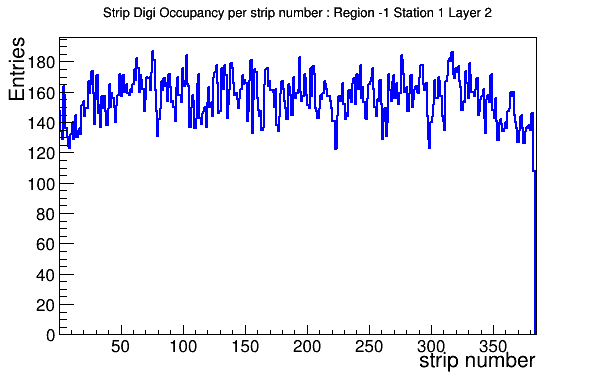 Strip Digi Occupancy per strip number : Region -1 Station 1 Layer 2
Entries
180
160
140
120
100
80
60
40
20
0
50 100 150 200 250 300 350
strip number